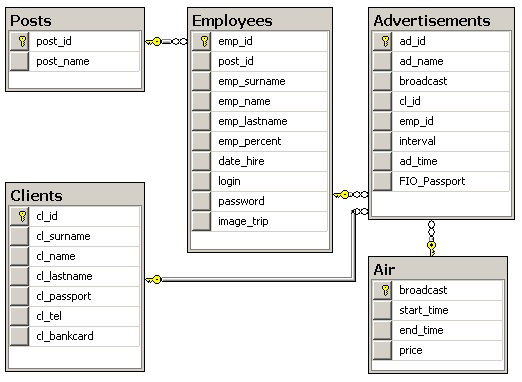 Posts
post_id
post_name
Employees
emp_id
post_id
emp_surname
emp_name
emp_lastname
emp_percent
date_hire
login
password
image_trip
Advertisements
ad_id
ad_name
broadcast
cl_id
emp_id
interval
ad_time
FIO_Passport
Clients
cl_id
cl_surname
cl_name
cl_lastname
cl_passport
cl_tel
cl_bankcard
Air
broadcast
start_time
end_time
price